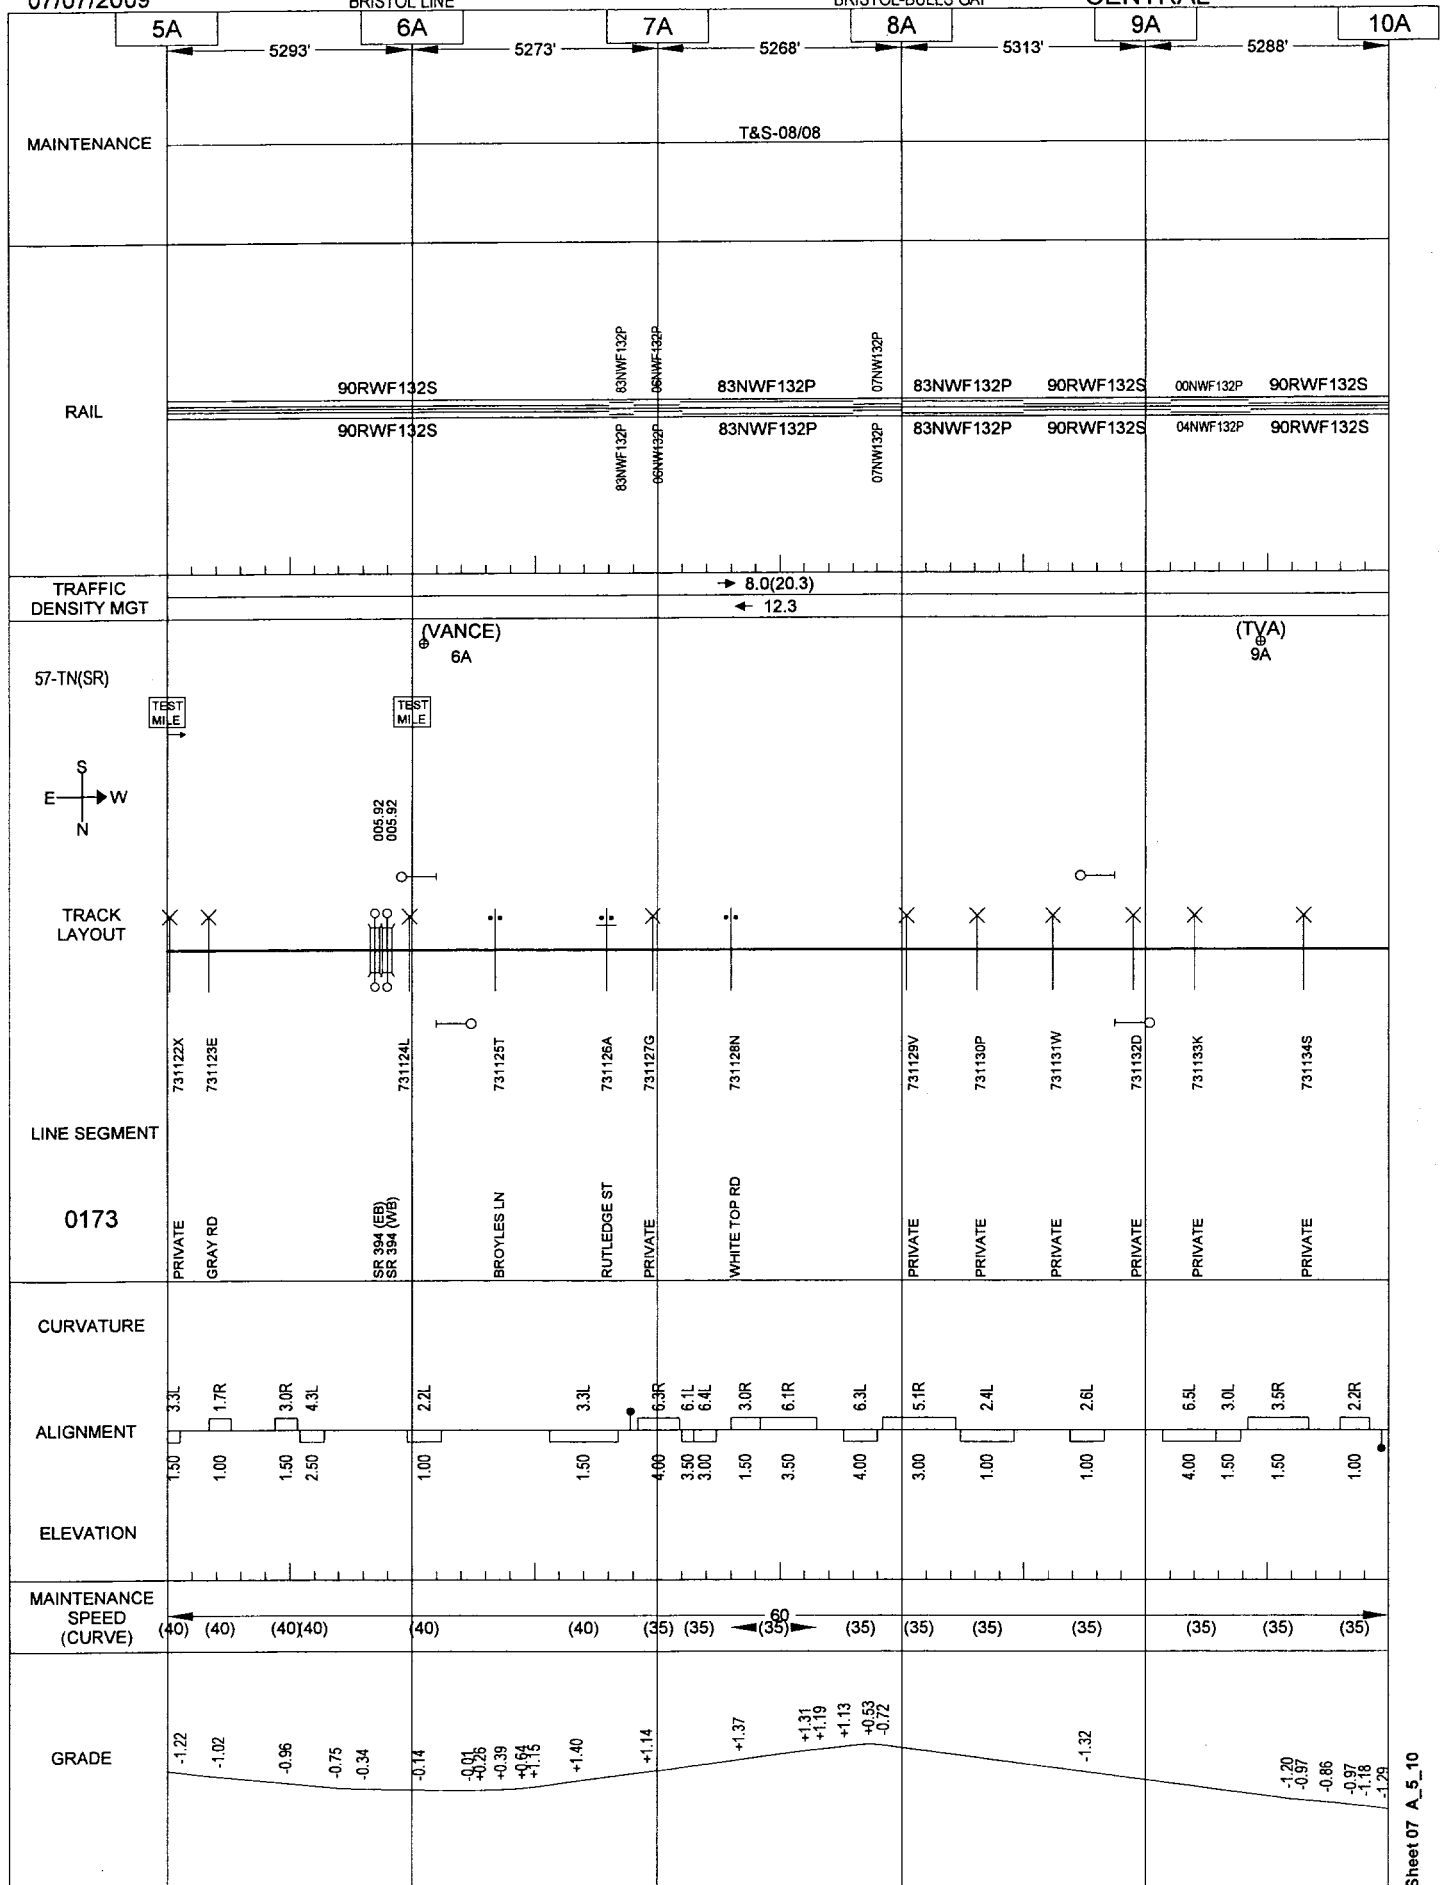 07/07/2009 BRISTOL LINE BRISTOL-BULLS GAP CENTRAL
5A 6A 7A 8A 9A 10A
5293' 5273' 5268' 5313' 5288'
MAINTENANCE
T&S-08/08
RAIL
90RWF132S 83NWF132P 06NWF132P 83NWF132P 07NW132P 83NWF132P 90RWF132S 00NWF132P 90RWF132S
90RWF132S 83NWF132P 06NW132P 83NWF132P 07NW132P 83NWF132P 90RWF132S 04NWF132P 90RWF132S
TRAFFIC
DENSITY MGT
8.0(20.3)
12.3
(VANCE)
6A
(TVA)
9A
57-TN(SR)
TEST
MILE
TEST
MILE
S
E W
N
005.92
005.92
TRACK
LAYOUT
731122X
731123E
731124L
731125T
731126A
731127G
731128N
731129V
731130P
731131W
731132D
731133K
731134S
LINE SEGMENT
0173
PRIVATE
GRAY RD
SR 394 (EB)
SR 394 (WB)
BROYLES LN
RUTLEDGE ST
PRIVATE
WHITE TOP RD
PRIVATE
PRIVATE
PRIVATE
PRIVATE
PRIVATE
PRIVATE
CURVATURE
3.3L 1.7R 3.0R 4.3L 2.2L 3.3L 6.3R 6.1L 6.4L 3.0R 6.1R 6.3L 5.1R 2.4L 2.6L 6.5L 3.0L 3.5R 2.2R
ALIGNMENT
1.50 1.00 1.50 2.50 1.00 1.50 4.00 3.50 3.00 1.50 3.50 4.00 3.00 1.00 1.00 4.00 1.50 1.50 1.00
ELEVATION
MAINTENANCE
SPEED
(CURVE)
60
(40) (40) (40)(40) (40) (40) (35) (35) (35) (35) (35) (35) (35) (35) (35) (35)
GRADE
-1.22 -1.02 -0.96 -0.75 -0.34 -0.14 -0.01 +0.26 +0.39 +0.64 +1.15 +1.40 +1.14 +1.37 +1.31 +1.19 +1.13 +0.53 -0.72 -1.32 -1.20 -0.97 -0.86 -0.97 -1.18 -1.29
Sheet 07 A_5_10